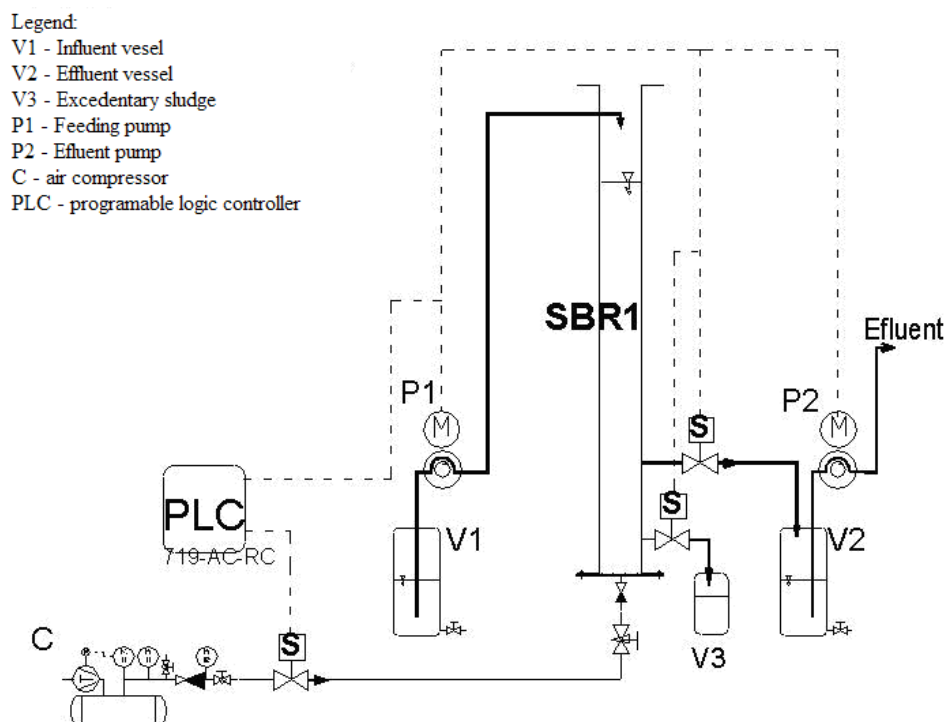 Legend:
V1 - Influent vesel
V2 - Effluent vessel
V3 - Excedentary sludge
P1 - Feeding pump
P2 - Efluent pump
C - air compressor
PLC - programable logic controller
SBR1
Efluent
P1
P2
M
M
S
S
PLC
719-AC-RC
V1
V2
S
C
V3